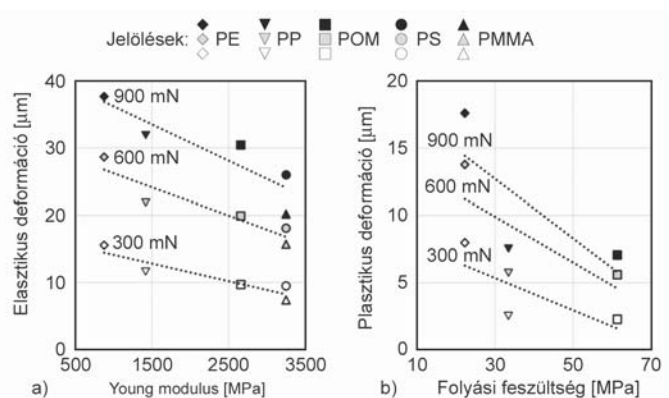 Jelölések: PE PP POM PS PMMA
a)
Elasztikus deformáció [µm]
40
30
20
10
0
900 mN
600 mN
300 mN
500 1500 2500 3500
Young modulus [MPa]
b)
Plasztikus deformáció [µm]
20
15
10
5
0
900 mN
600 mN
300 mN
10 30 50 70
Folyási feszültség [MPa]
a)
b)